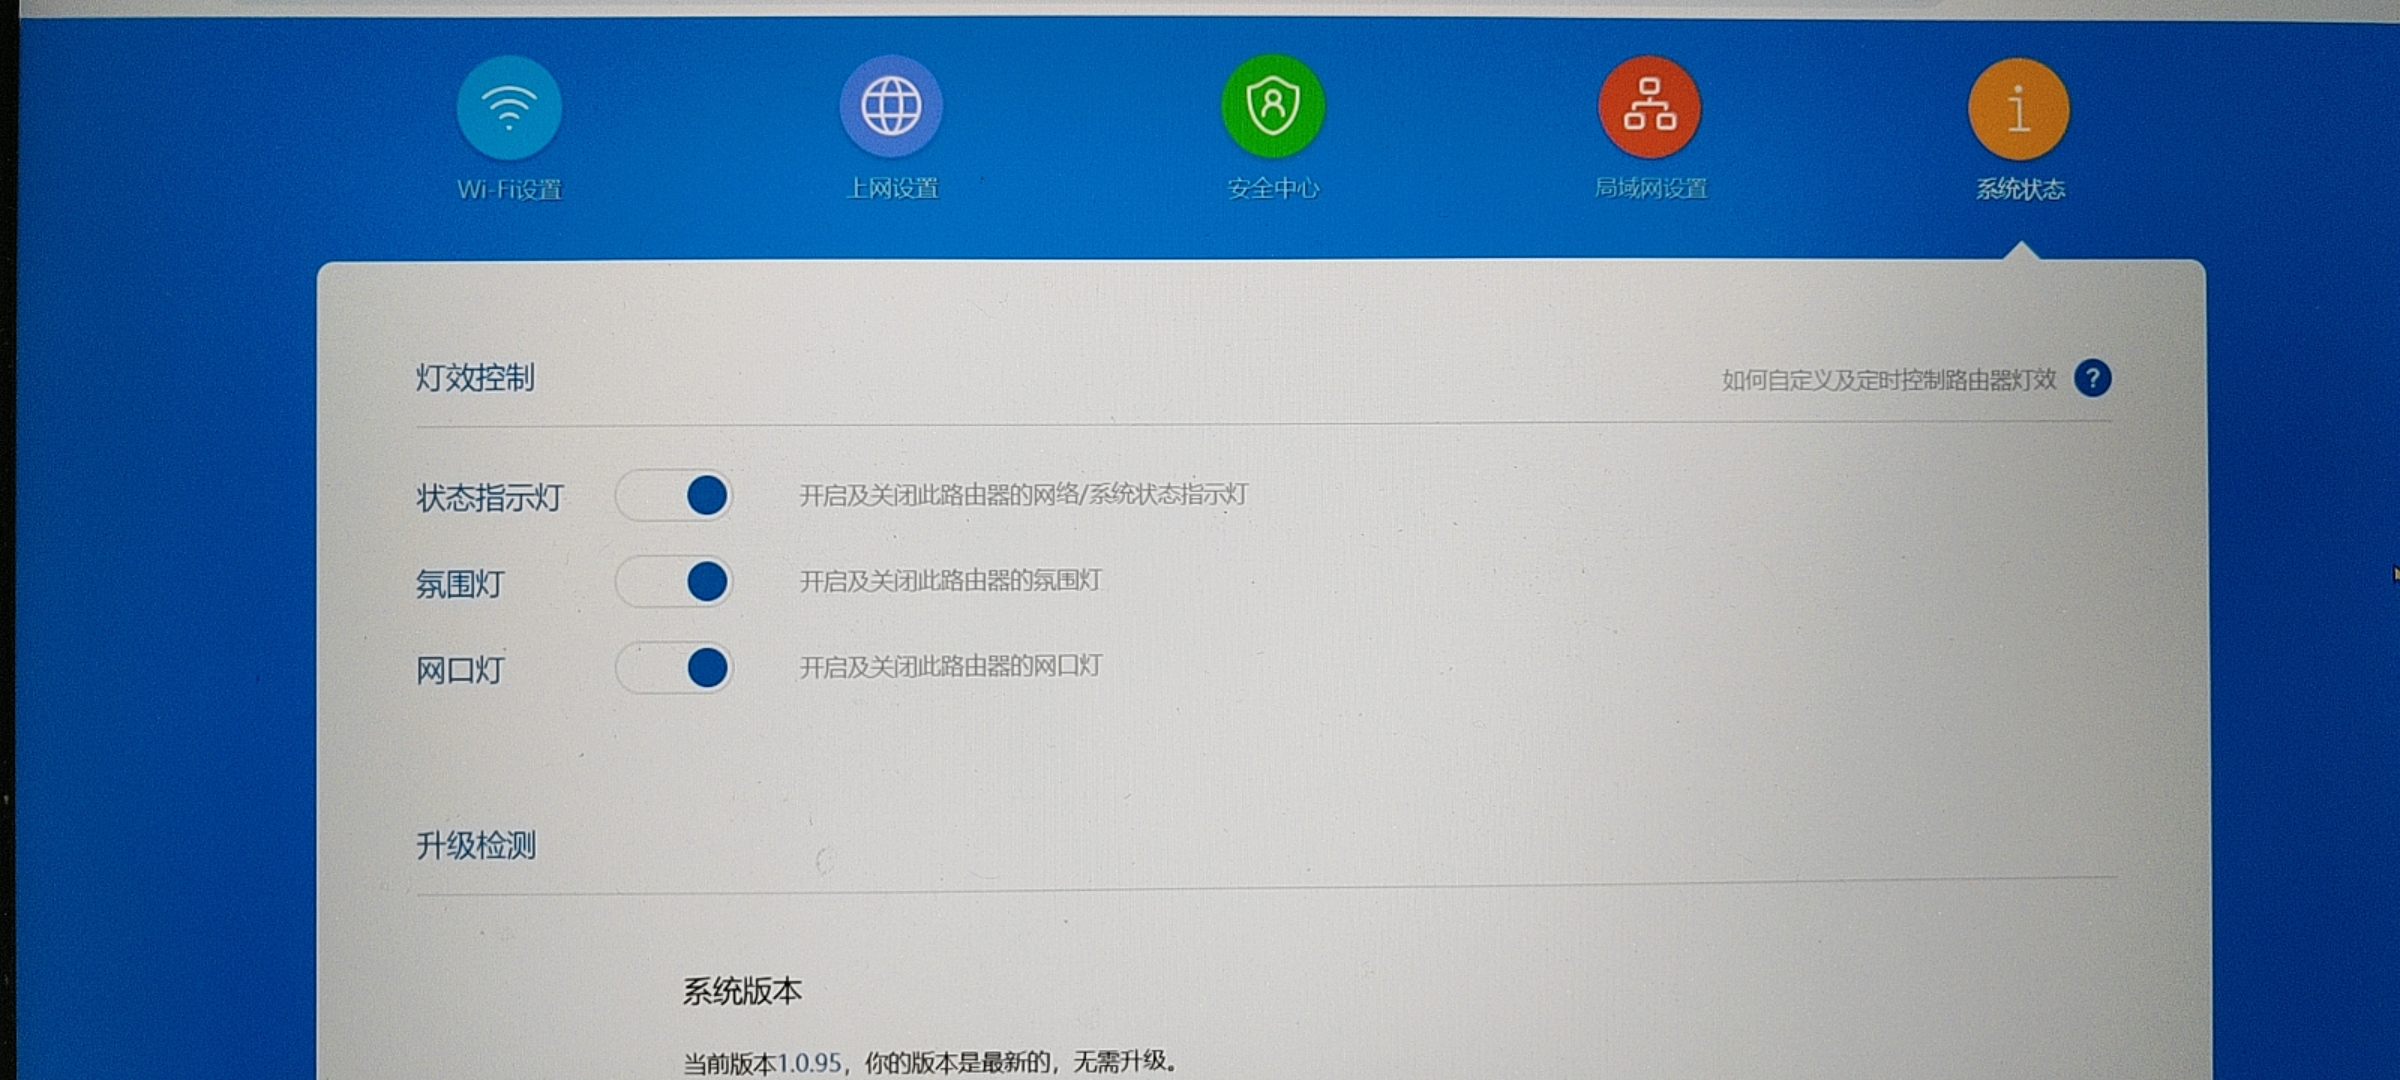 Wi-Fi设置 上网设置 安全中心 局域网设置 系统状态
灯效控制 如何自定义及定时控制路由器灯效 ?
状态指示灯 开启及关闭此路由器的网络/系统状态指示灯
氛围灯 开启及关闭此路由器的氛围灯
网口灯 开启及关闭此路由器的网口灯
升级检测
系统版本
当前版本1.0.95，你的版本是最新的，无需升级。